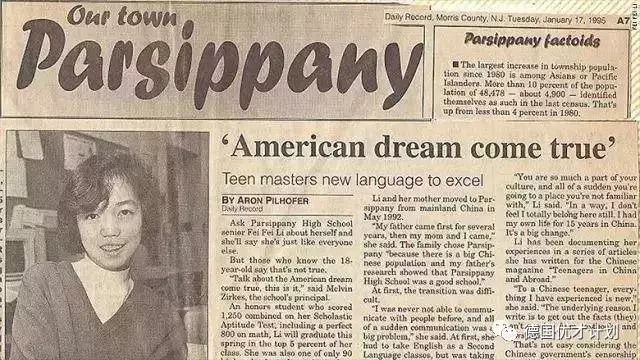 Our town
Parsippany
Daily Record, Morris County, N.J. Tuesday, January 17, 1995 A7
Parsippany factoids
■ The largest increase in township popula-
tion since 1980 is among Asians or Pacific
Islanders. More than 10 percent of the popu-
lation of 48,478 – about 4,900 – identified
themselves as such in the last census. That's
up from less than 4 percent in 1980.
'American dream come true'
Teen masters new language to excel
BY ARON PILHOFER
Daily Record
Ask Parsippany High School
senior Fei Fei Li about herself and
she'll say she's just like everyone
else.
But those who know the 18-
year-old say that's not true.
"Talk about the American dream
come true, this is it," said Melvin
Zirkes, the school's principal.
An honors student who scored
1,250 combined on her Scholastic
Aptitude Test, including a perfect
800 on math, Li will graduate this
spring in the top 5 percent of her
class. She was also one of only 90
Li and her mother moved to Par-
sippany from mainland China in
May 1992.
"My father came first for several
years, then my mom and I came,"
she said. The family chose Parsip-
pany "because there is a big Chi-
nese population and my father's
research showed that Parsippany
High School was a good school."
At first, the transition was diffi-
cult.
"I was never not able to commu-
nicate with people before, and all
of a sudden communication was a
big problem," she said. At first, she
had to take English as a Second
Language classes, but was taking
"You are so much a part of your
culture, and all of a sudden you're
going to a place you're not familiar
with," Li said. "In a way, I don't
feel I totally belong here still. I had
my own life for 15 years in China.
It's a big change."
Li has been documenting her
experiences in a series of articles
she has written for the Chinese
magazine "Teenagers in China
and Abroad."
"To a Chinese teenager, every-
thing I have experienced is new,"
she said. "The underlying reason I
write is to get out the facts (they)
can't
That's not easy considering the
Chinese government's censorship
德国优才计划